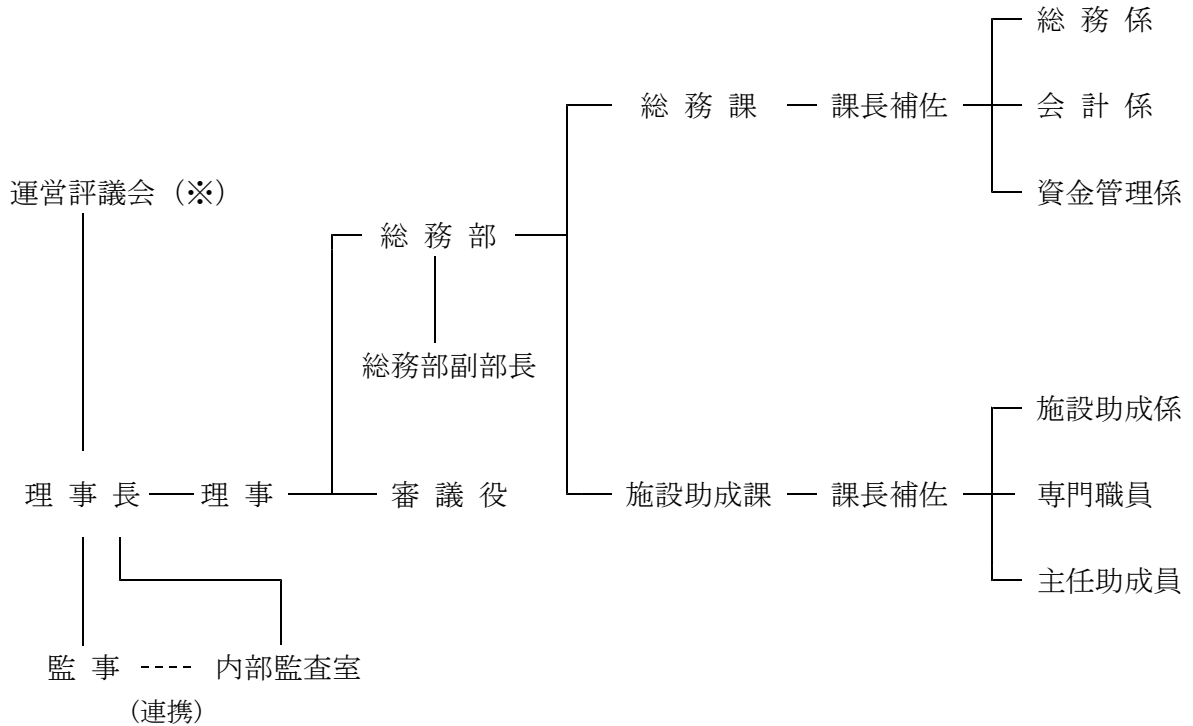 総 務 係
総 務 課
課長補佐
会 計 係
運営評議会（※）
資金管理係
総 務 部
総務部副部長
施設助成係
理 事 長
理 事
審 議 役
施設助成課
課長補佐
専門職員
主任助成員
監 事
内部監査室
（連携）